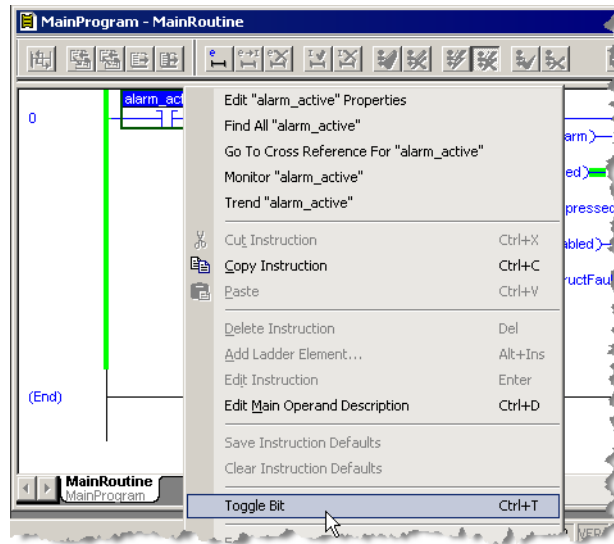 MainProgram - MainRoutine
0
Edit "alarm_active" Properties
Find All "alarm_active"
Go To Cross Reference For "alarm_active"
Monitor "alarm_active"
Trend "alarm_active"
Cut Instruction Ctrl+X
Copy Instruction Ctrl+C
Paste Ctrl+V
Delete Instruction Del
Add Ladder Element... Alt+Ins
Edit Instruction Enter
(End)
Edit Main Operand Description Ctrl+D
Save Instruction Defaults
Clear Instruction Defaults
MainRoutine
MainProgram
Toggle Bit Ctrl+T